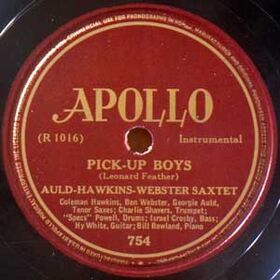 APOLLO
(R 1016)
Instrumental
PICK-UP BOYS
(Leonard Feather)
AULD-HAWKINS-WEBSTER SAXTET
Coleman Hawkins, Ben Webster, Georgie Auld,
Tenor Saxes; Charlie Shavers, Trumpet;
"Specs" Powell, Drums; Israel Crosby, Bass;
Hy White, Guitar; Bill Rowland, Piano
754